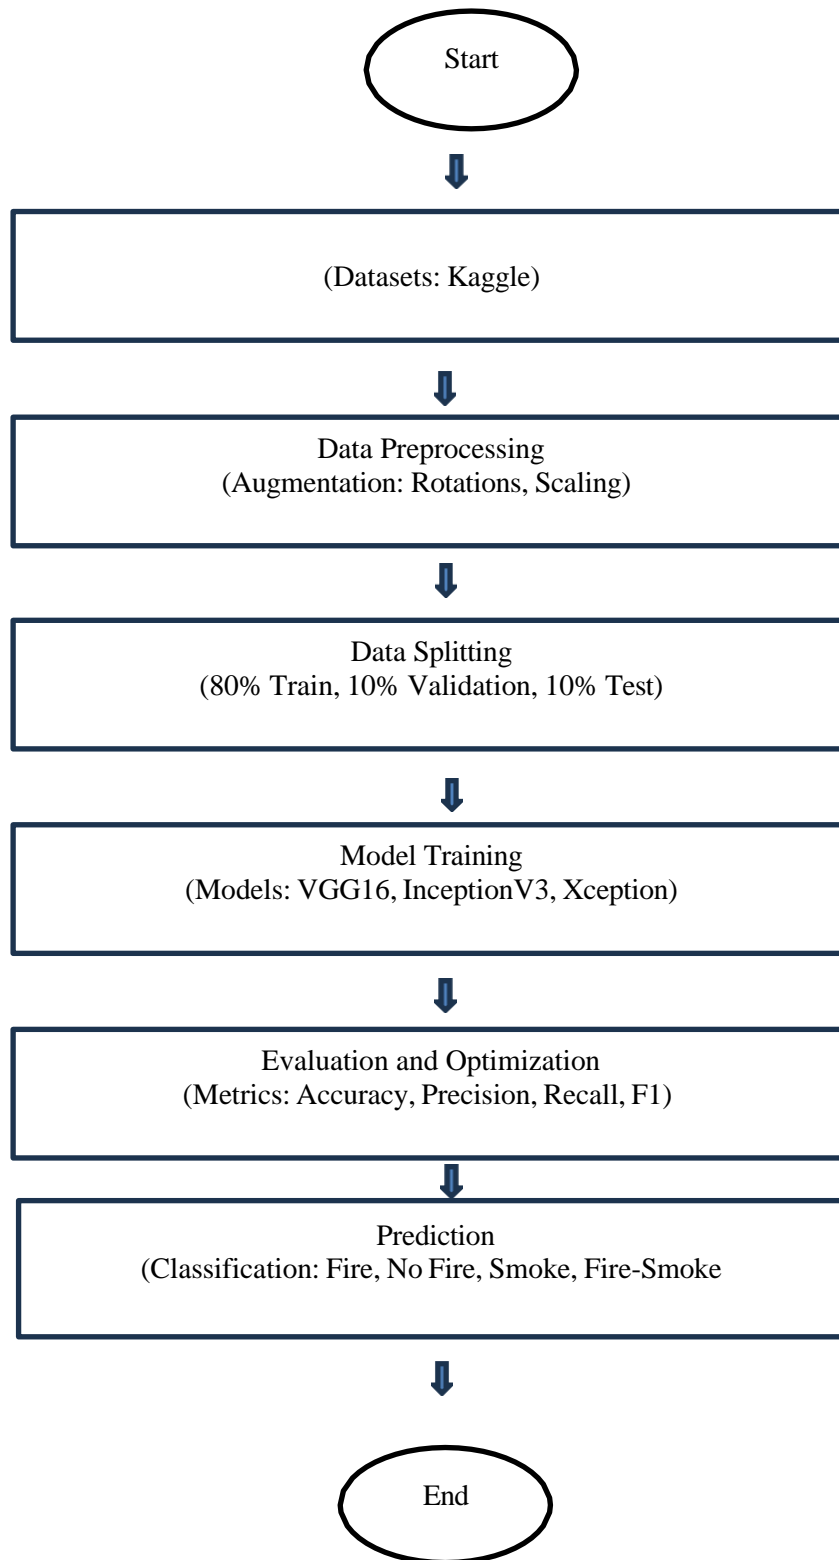 Start
(Datasets: Kaggle)
Data Preprocessing
(Augmentation: Rotations, Scaling)
Data Splitting
(80% Train, 10% Validation, 10% Test)
Model Training
(Models: VGG16, InceptionV3, Xception)
Evaluation and Optimization
(Metrics: Accuracy, Precision, Recall, F1)
Prediction
(Classification: Fire, No Fire, Smoke, Fire-Smoke
End